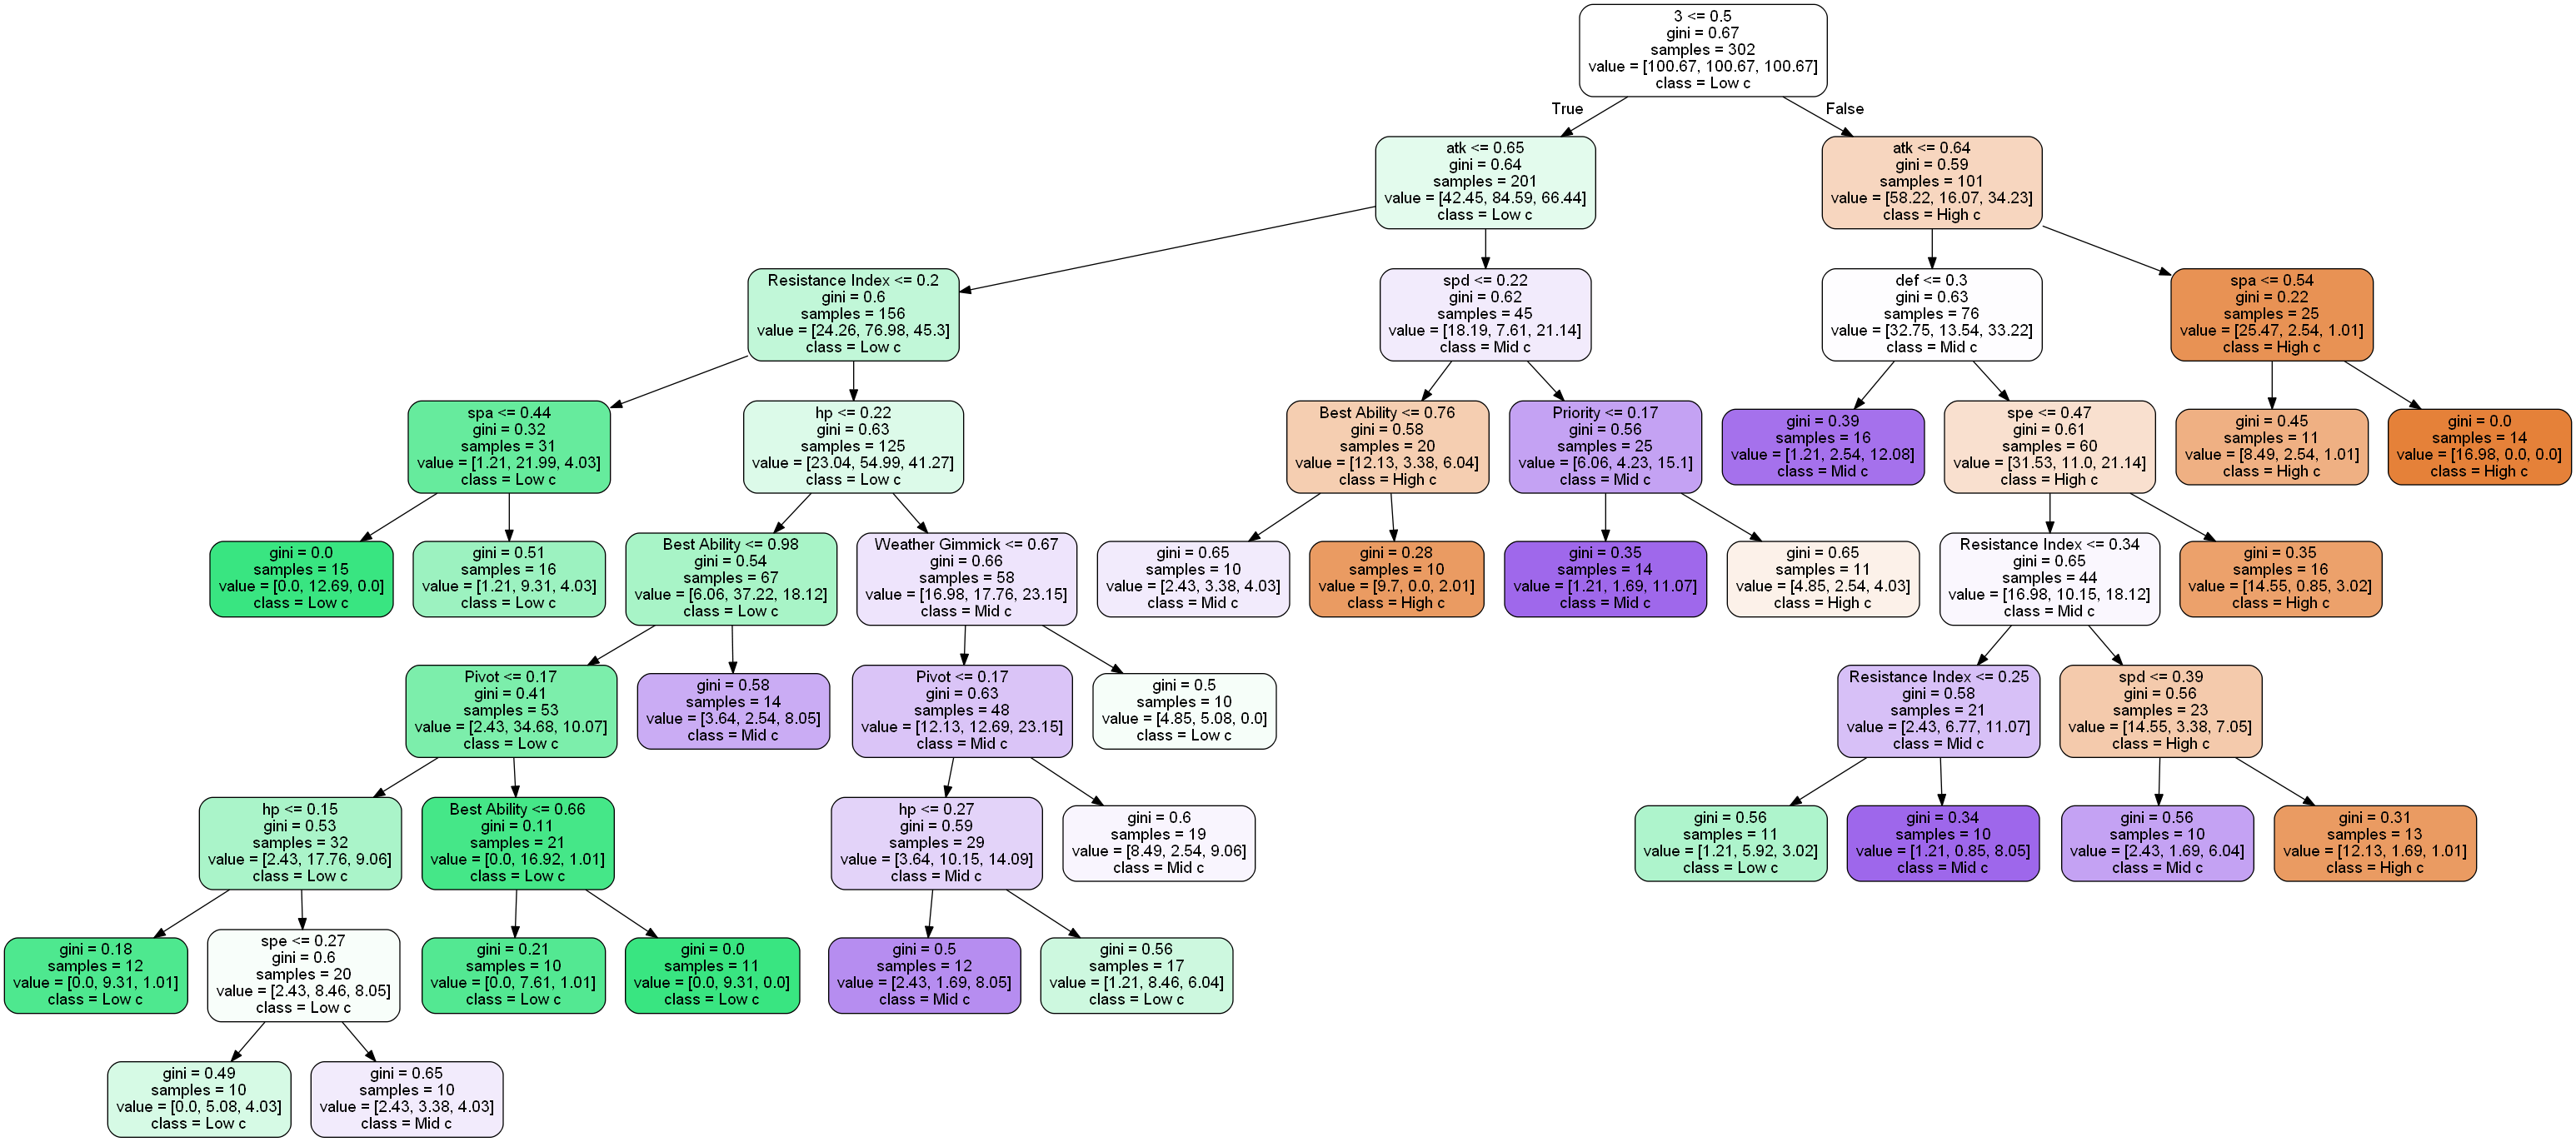 3 <= 0.5
gini = 0.67
samples = 302
value = [100.67, 100.67, 100.67]
class = Low c
True
False
atk <= 0.65
gini = 0.64
samples = 201
value = [42.45, 84.59, 66.44]
class = Low c
atk <= 0.64
gini = 0.59
samples = 101
value = [58.22, 16.07, 34.23]
class = High c
Resistance Index <= 0.2
gini = 0.6
samples = 156
value = [24.26, 76.98, 45.3]
class = Low c
spd <= 0.22
gini = 0.62
samples = 45
value = [18.19, 7.61, 21.14]
class = Mid c
def <= 0.3
gini = 0.63
samples = 76
value = [32.75, 13.54, 33.22]
class = Mid c
spa <= 0.54
gini = 0.22
samples = 25
value = [25.47, 2.54, 1.01]
class = High c
spa <= 0.44
gini = 0.32
samples = 31
value = [1.21, 21.99, 4.03]
class = Low c
hp <= 0.22
gini = 0.63
samples = 125
value = [23.04, 54.99, 41.27]
class = Low c
Best Ability <= 0.76
gini = 0.58
samples = 20
value = [12.13, 3.38, 6.04]
class = High c
Priority <= 0.17
gini = 0.56
samples = 25
value = [6.06, 4.23, 15.1]
class = Mid c
gini = 0.39
samples = 16
value = [1.21, 2.54, 12.08]
class = Mid c
spe <= 0.47
gini = 0.61
samples = 60
value = [31.53, 11.0, 21.14]
class = High c
gini = 0.45
samples = 11
value = [8.49, 2.54, 1.01]
class = High c
gini = 0.0
samples = 14
value = [16.98, 0.0, 0.0]
class = High c
gini = 0.0
samples = 15
value = [0.0, 12.69, 0.0]
class = Low c
gini = 0.51
samples = 16
value = [1.21, 9.31, 4.03]
class = Low c
Best Ability <= 0.98
gini = 0.54
samples = 67
value = [6.06, 37.22, 18.12]
class = Low c
Weather Gimmick <= 0.67
gini = 0.66
samples = 58
value = [16.98, 17.76, 23.15]
class = Mid c
gini = 0.65
samples = 10
value = [2.43, 3.38, 4.03]
class = Mid c
gini = 0.28
samples = 10
value = [9.7, 0.0, 2.01]
class = High c
gini = 0.35
samples = 14
value = [1.21, 1.69, 11.07]
class = Mid c
gini = 0.65
samples = 11
value = [4.85, 2.54, 4.03]
class = High c
Resistance Index <= 0.34
gini = 0.65
samples = 44
value = [16.98, 10.15, 18.12]
class = Mid c
gini = 0.35
samples = 16
value = [14.55, 0.85, 3.02]
class = High c
Pivot <= 0.17
gini = 0.41
samples = 53
value = [2.43, 34.68, 10.07]
class = Low c
gini = 0.58
samples = 14
value = [3.64, 2.54, 8.05]
class = Mid c
Pivot <= 0.17
gini = 0.63
samples = 48
value = [12.13, 12.69, 23.15]
class = Mid c
gini = 0.5
samples = 10
value = [4.85, 5.08, 0.0]
class = Low c
Resistance Index <= 0.25
gini = 0.58
samples = 21
value = [2.43, 6.77, 11.07]
class = Mid c
spd <= 0.39
gini = 0.56
samples = 23
value = [14.55, 3.38, 7.05]
class = High c
hp <= 0.15
gini = 0.53
samples = 32
value = [2.43, 17.76, 9.06]
class = Low c
Best Ability <= 0.66
gini = 0.11
samples = 21
value = [0.0, 16.92, 1.01]
class = Low c
hp <= 0.27
gini = 0.59
samples = 29
value = [3.64, 10.15, 14.09]
class = Mid c
gini = 0.6
samples = 19
value = [8.49, 2.54, 9.06]
class = Mid c
gini = 0.56
samples = 11
value = [1.21, 5.92, 3.02]
class = Low c
gini = 0.34
samples = 10
value = [1.21, 0.85, 8.05]
class = Mid c
gini = 0.56
samples = 10
value = [2.43, 1.69, 6.04]
class = Mid c
gini = 0.31
samples = 13
value = [12.13, 1.69, 1.01]
class = High c
gini = 0.18
samples = 12
value = [0.0, 9.31, 1.01]
class = Low c
spe <= 0.27
gini = 0.6
samples = 20
value = [2.43, 8.46, 8.05]
class = Low c
gini = 0.21
samples = 10
value = [0.0, 7.61, 1.01]
class = Low c
gini = 0.0
samples = 11
value = [0.0, 9.31, 0.0]
class = Low c
gini = 0.5
samples = 12
value = [2.43, 1.69, 8.05]
class = Mid c
gini = 0.56
samples = 17
value = [1.21, 8.46, 6.04]
class = Low c
gini = 0.49
samples = 10
value = [0.0, 5.08, 4.03]
class = Low c
gini = 0.65
samples = 10
value = [2.43, 3.38, 4.03]
class = Mid c